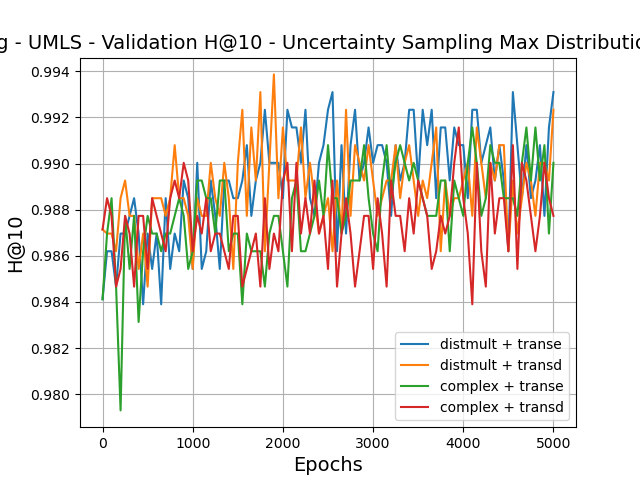 g - UMLS - Validation H@10 - Uncertainty Sampling Max Distributio
0.994
0.992
0.990
0.988
0.986
0.984
0.982
0.980
H@10
0
1000
2000
3000
4000
5000
Epochs
distmult + transe
distmult + transd
complex + transe
complex + transd